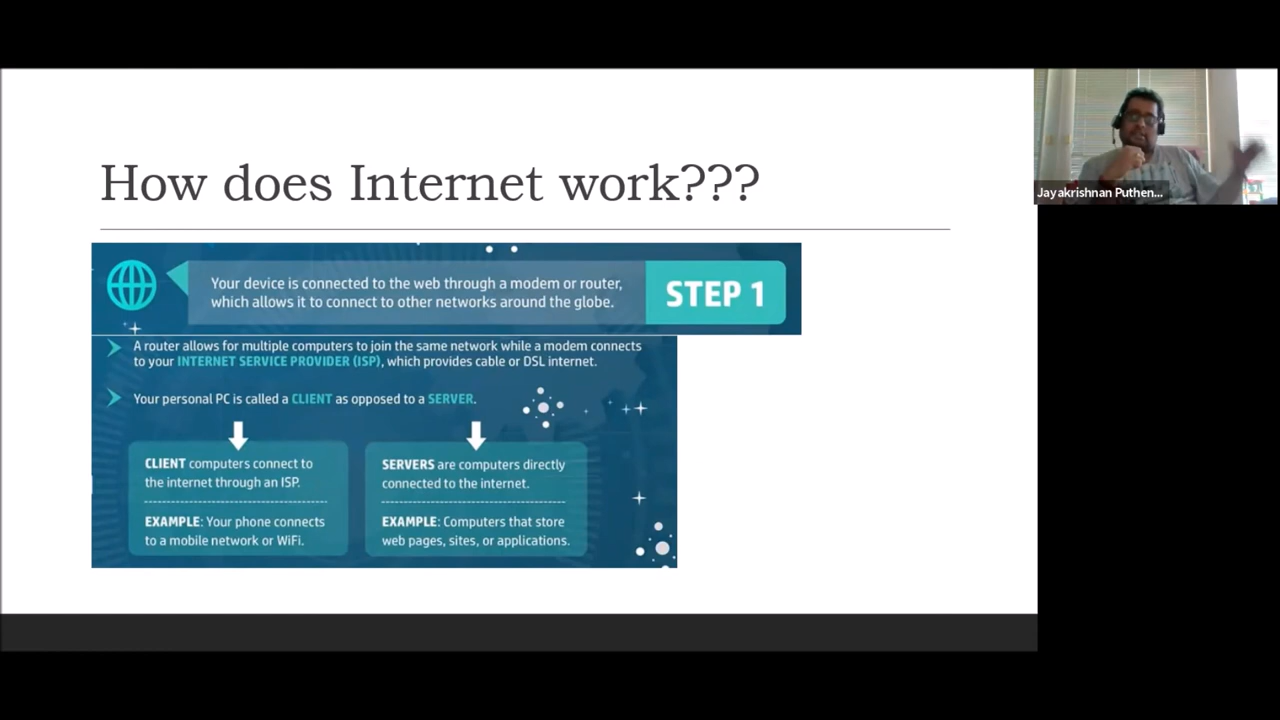 How does Internet work???
Your device is connected to the web through a modem or router,
which allows it to connect to other networks around the globe.
STEP 1
A router allows for multiple computers to join the same network while a modem connects
to your INTERNET SERVICE PROVIDER (ISP), which provides cable or DSL internet.
Your personal PC is called a CLIENT as opposed to a SERVER.
CLIENT computers connect to
the internet through an ISP.
EXAMPLE: Your phone connects
to a mobile network or WiFi.
SERVERS are computers directly
connected to the internet.
EXAMPLE: Computers that store
web pages, sites, or applications.
Jayakrishnan Puthen...